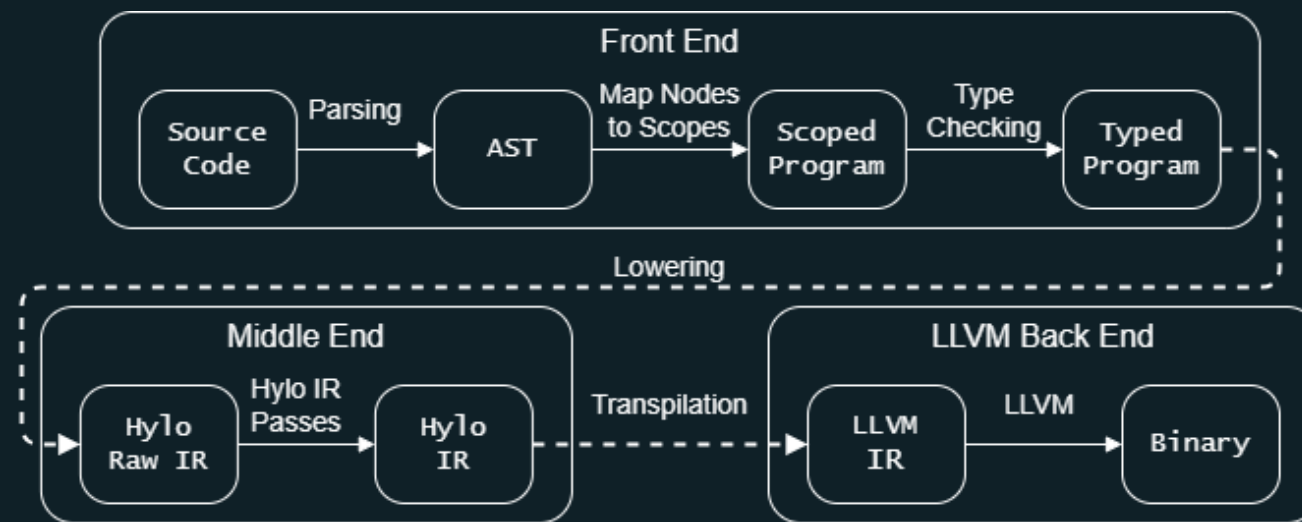 Front End
Parsing
Map Nodes
to Scopes
Type
Checking
Source
Code
AST
Scoped
Program
Typed
Program
Lowering
Middle End
LLVM Back End
Hylo IR
Passes
Transpilation
LLVM
Hylo
Raw IR
Hylo
IR
LLVM
IR
Binary